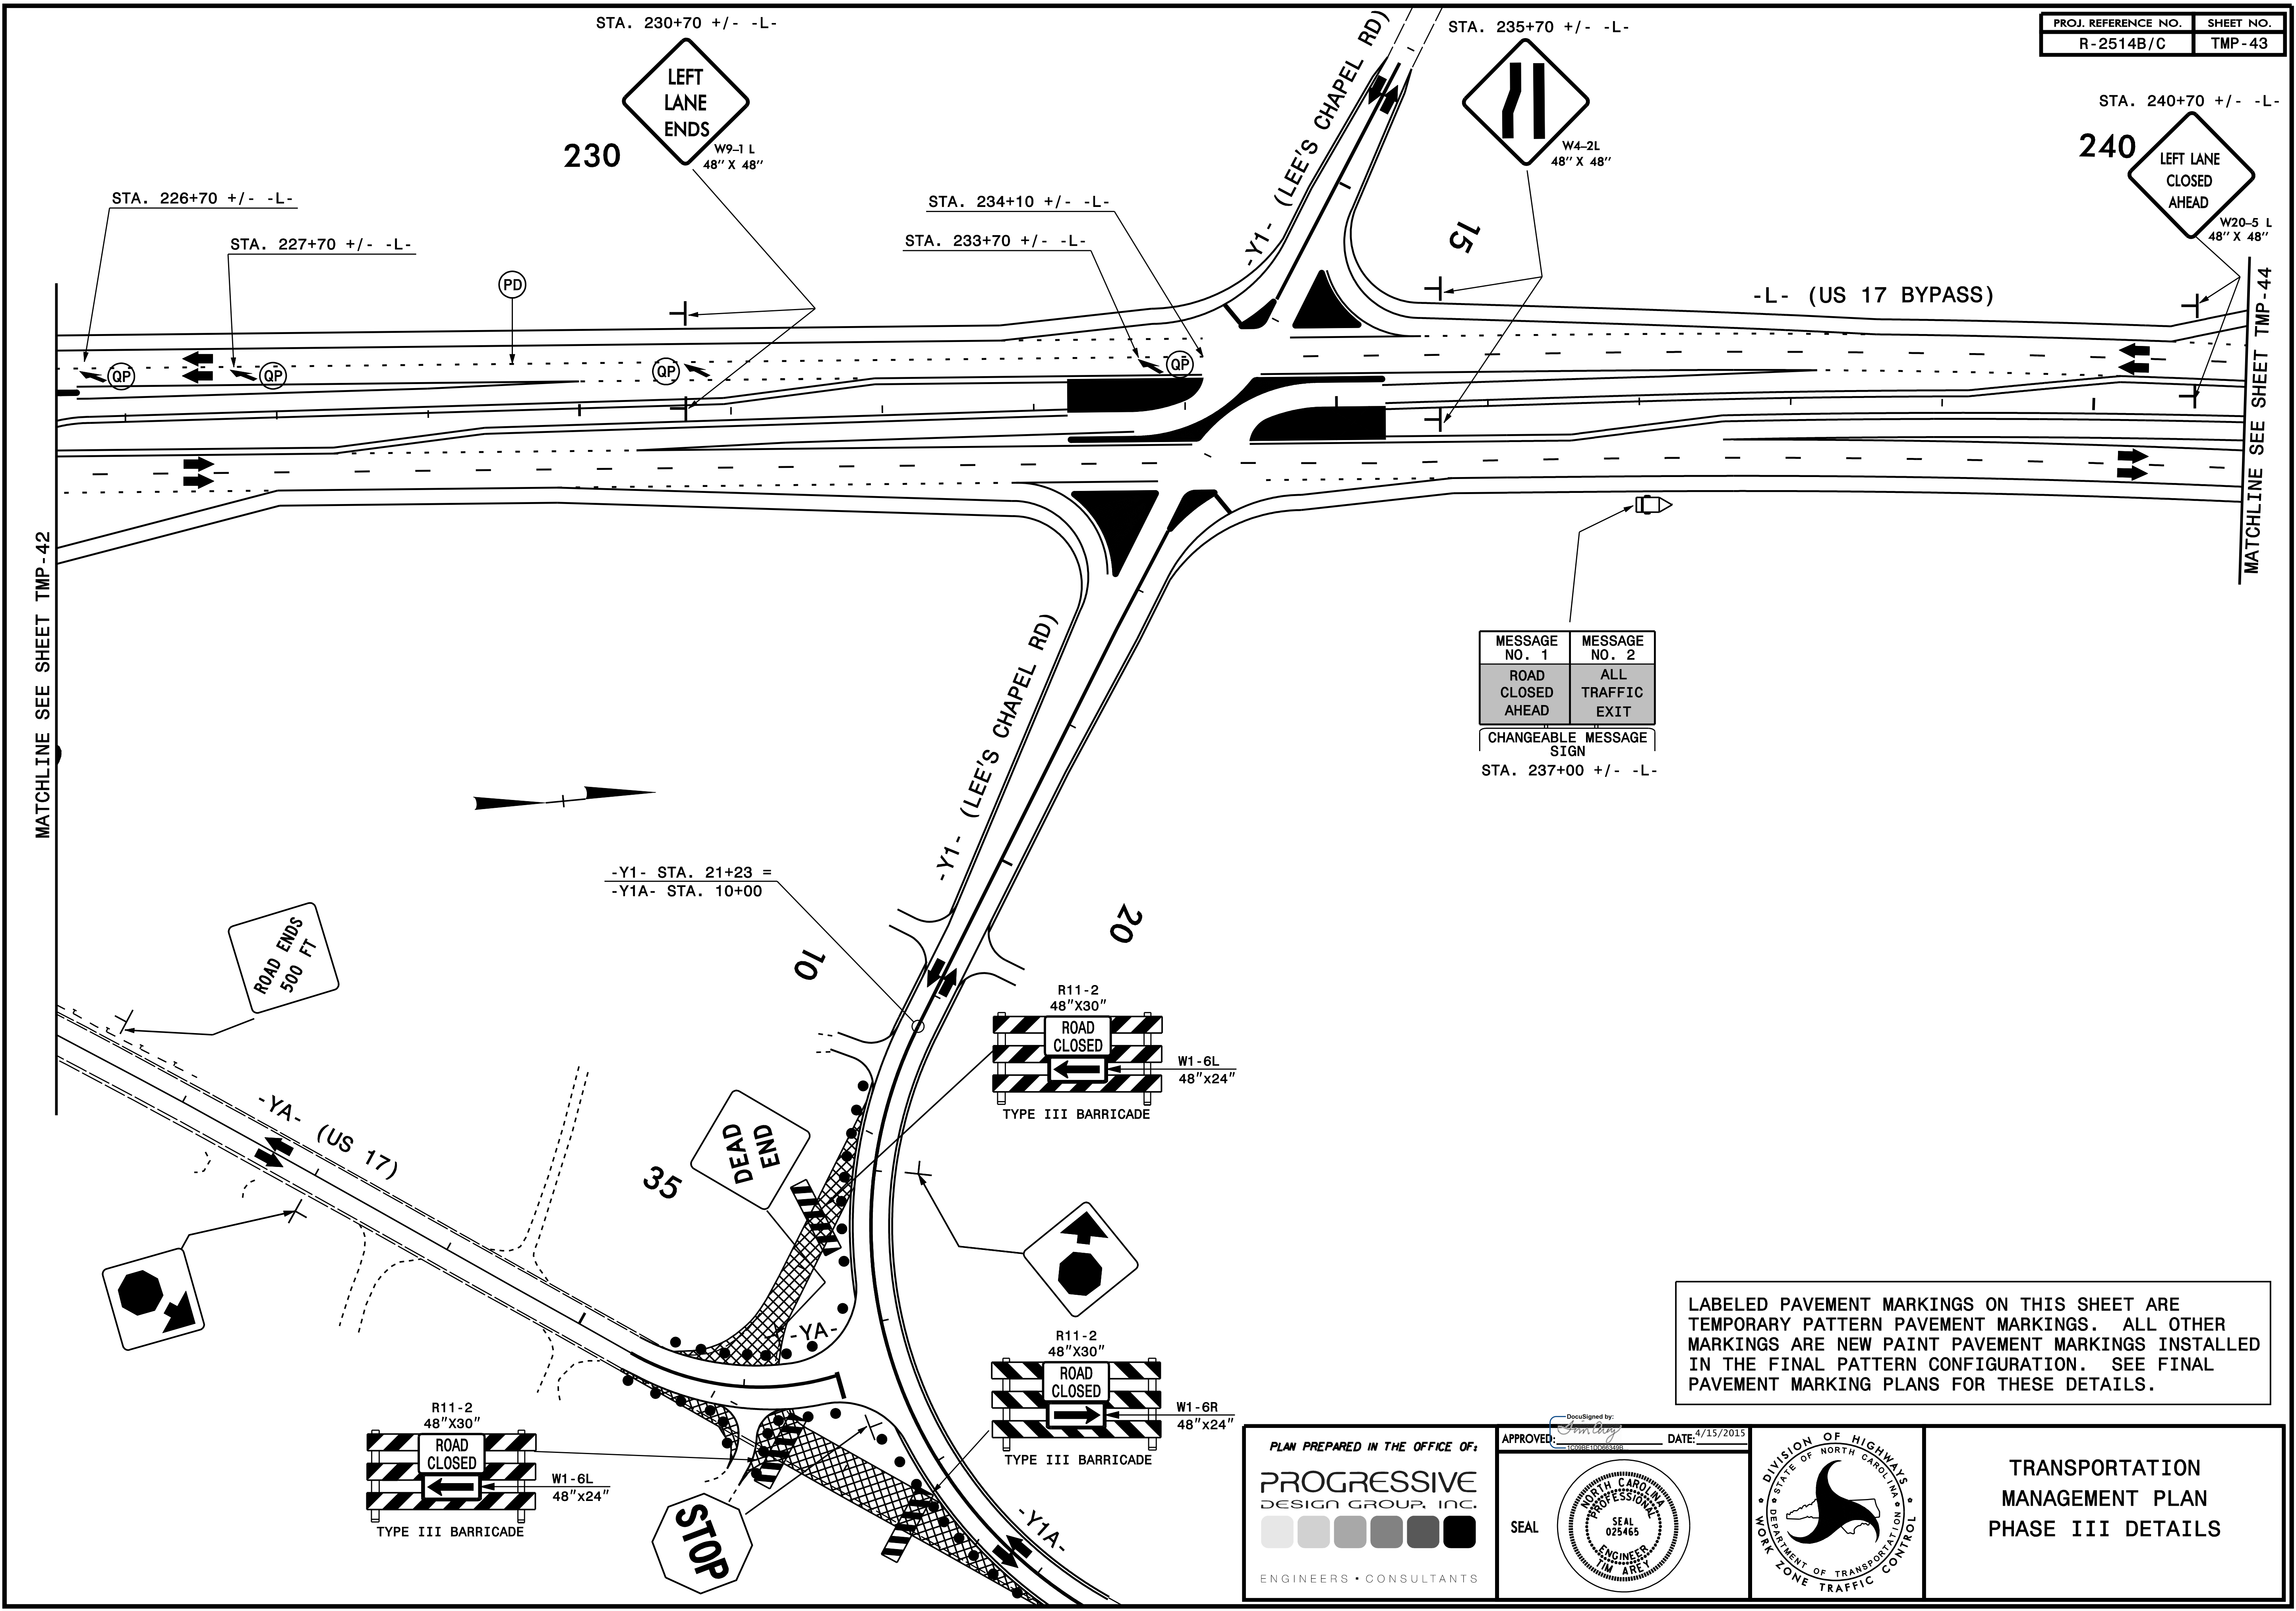 STA. 230+70 +/- -L-
LEFT
LANE
ENDS
W9-1 L
48" X 48"
230
STA. 235+70 +/- -L-
W4-2L
48" X 48"
PROJ. REFERENCE NO.
SHEET NO.
R-2514B/C
TMP-43
STA. 240+70 +/- -L-
240
LEFT LANE
CLOSED
AHEAD
W20-5 L
48" X 48"
STA. 226+70 +/- -L-
STA. 227+70 +/- -L-
PD
STA. 234+10 +/- -L-
STA. 233+70 +/- -L-
-Y1- (LEE'S CHAPEL RD)
15
-L- (US 17 BYPASS)
QP
QP
QP
QP
MATCHLINE SEE SHEET TMP-42
MATCHLINE SEE SHEET TMP-44
MESSAGE
NO. 1
MESSAGE
NO. 2
ROAD
CLOSED
AHEAD
ALL
TRAFFIC
EXIT
CHANGEABLE MESSAGE
SIGN
STA. 237+00 +/- -L-
-Y1- (LEE'S CHAPEL RD)
-Y1- STA. 21+23 =
-Y1A- STA. 10+00
10
20
ROAD ENDS
500 FT
R11-2
48"X30"
ROAD
CLOSED
W1-6L
48"x24"
TYPE III BARRICADE
-YA- (US 17)
DEAD
END
35
-YA-
R11-2
48"X30"
ROAD
CLOSED
W1-6R
48"x24"
TYPE III BARRICADE
R11-2
48"X30"
ROAD
CLOSED
W1-6L
48"x24"
TYPE III BARRICADE
STOP
-Y1A-
LABELED PAVEMENT MARKINGS ON THIS SHEET ARE
TEMPORARY PATTERN PAVEMENT MARKINGS. ALL OTHER
MARKINGS ARE NEW PAINT PAVEMENT MARKINGS INSTALLED
IN THE FINAL PATTERN CONFIGURATION. SEE FINAL
PAVEMENT MARKING PLANS FOR THESE DETAILS.
PLAN PREPARED IN THE OFFICE OF:
PROGRESSIVE
DESIGN GROUP, INC.
ENGINEERS • CONSULTANTS
DocuSigned by:
APPROVED:
DATE: 4/15/2015
SEAL
NORTH CAROLINA
PROFESSIONAL
SEAL
025465
ENGINEER
TIM AREY
DIVISION OF HIGHWAYS
STATE OF NORTH CAROLINA
DEPARTMENT OF TRANSPORTATION
WORK ZONE TRAFFIC CONTROL
TRANSPORTATION
MANAGEMENT PLAN
PHASE III DETAILS